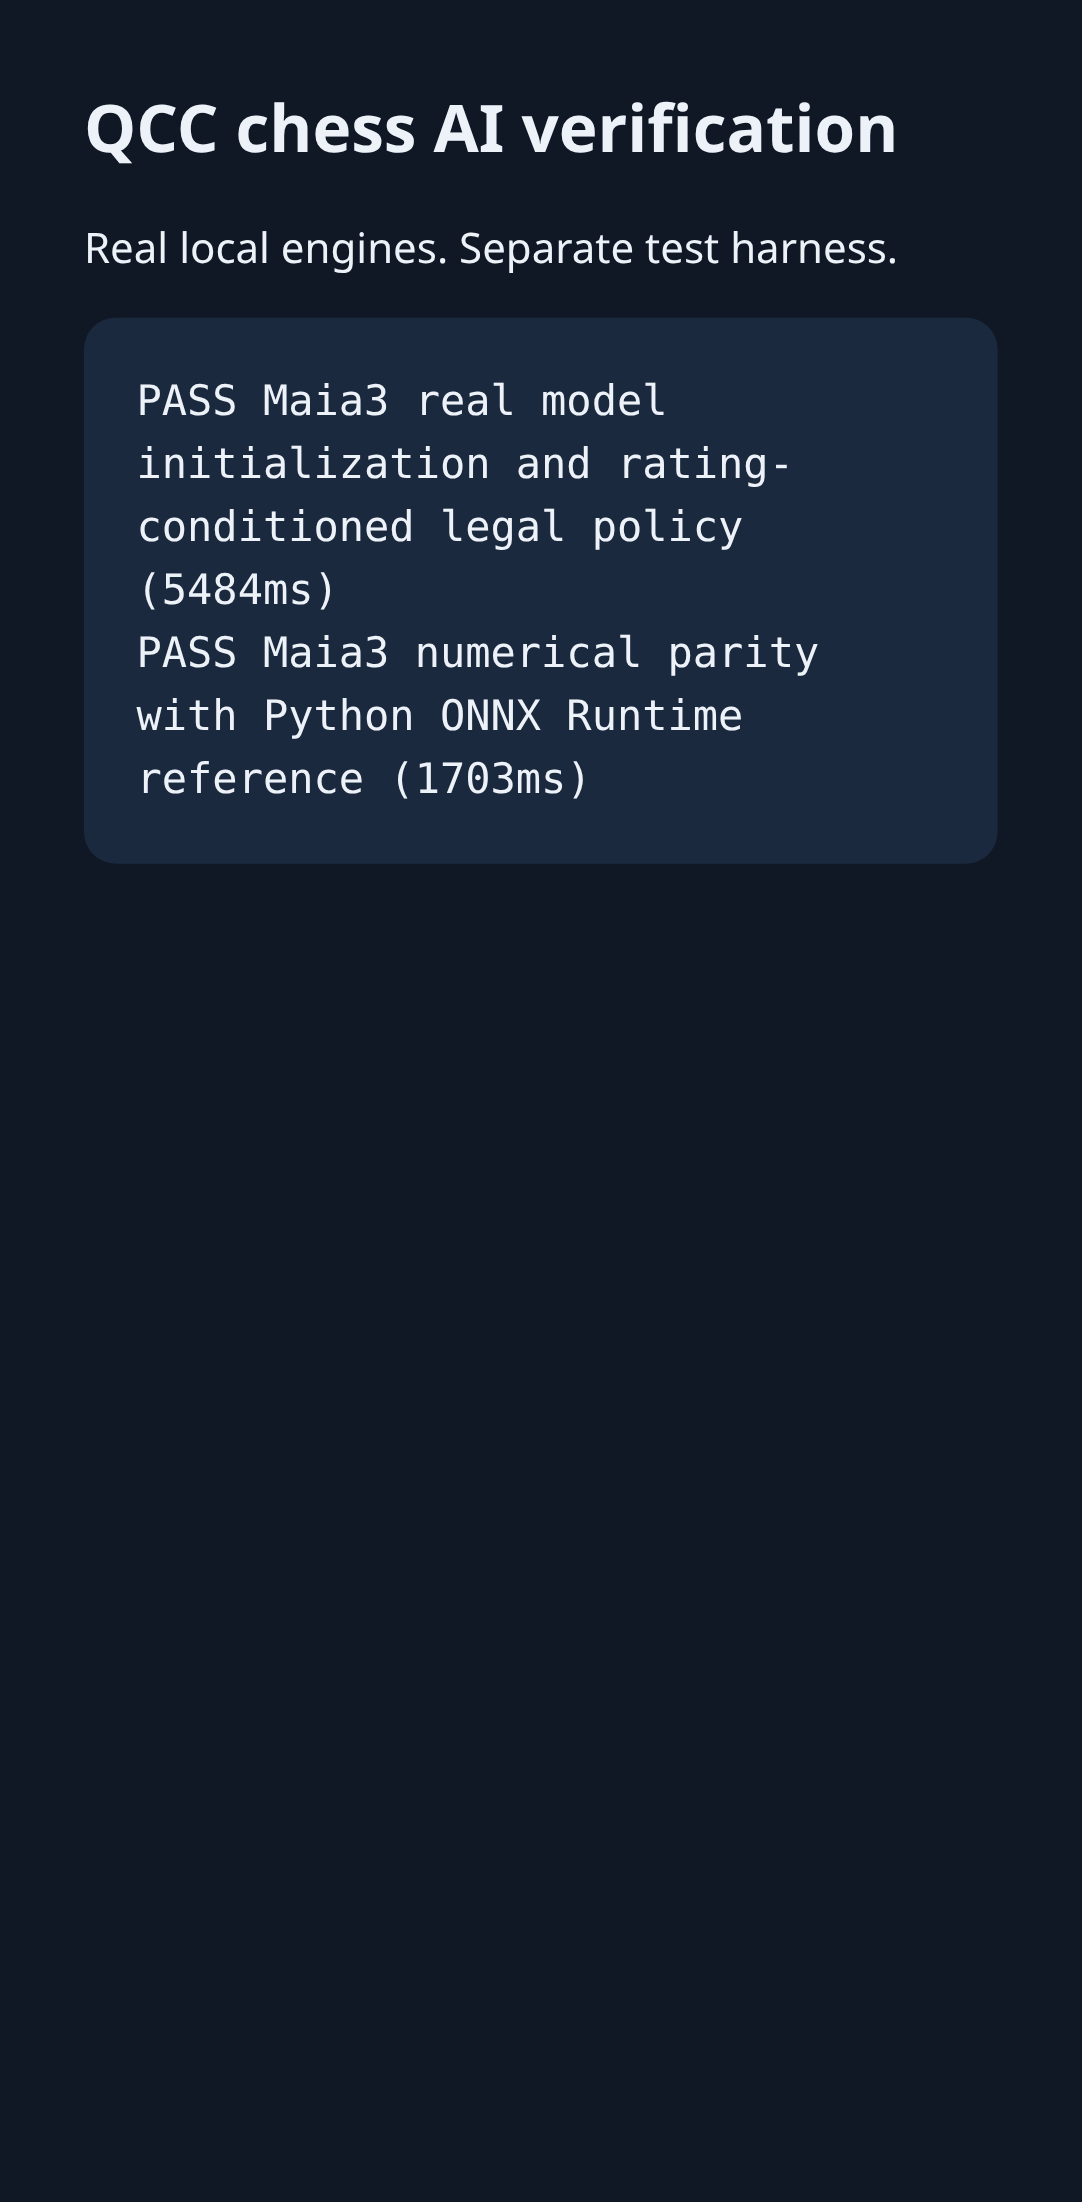 QCC chess AI verification
Real local engines. Separate test harness.
PASS Maia3 real model
initialization and rating-
conditioned legal policy
(5484ms)
PASS Maia3 numerical parity
with Python ONNX Runtime
reference (1703ms)